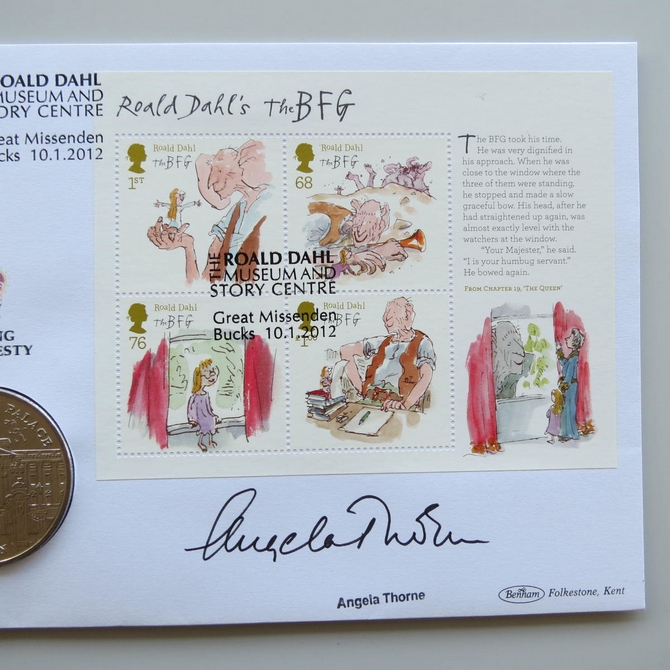 OALD DAHL
MUSEUM AND
STORY CENTRE
reat Missenden
cks 10.1.2012
Roald Dahl's The BFG
Roald Dahl
The BFG
1ST
Roald Dahl
The BFG
68
The BFG took his time.
He was very dignified in
his approach. When he was
close to the window where the
three of them were standing,
he stopped and made a slow
graceful bow. His head, after he
had straightened up again, was
almost exactly level with the
watchers at the window.
"Your Majester," he said.
"I is your humbug servant."
He bowed again.
FROM CHAPTER 19, 'THE QUEEN'
THE ROALD DAHL
MUSEUM AND
STORY CENTRE
Great Missenden
Bucks 10.1.2012
Roald Dahl
The BFG
76
Roald Dahl
The BFG
NG
ESTY
PALACE
Angela Thorne
Angela Thorne
Benham Folkestone, Kent